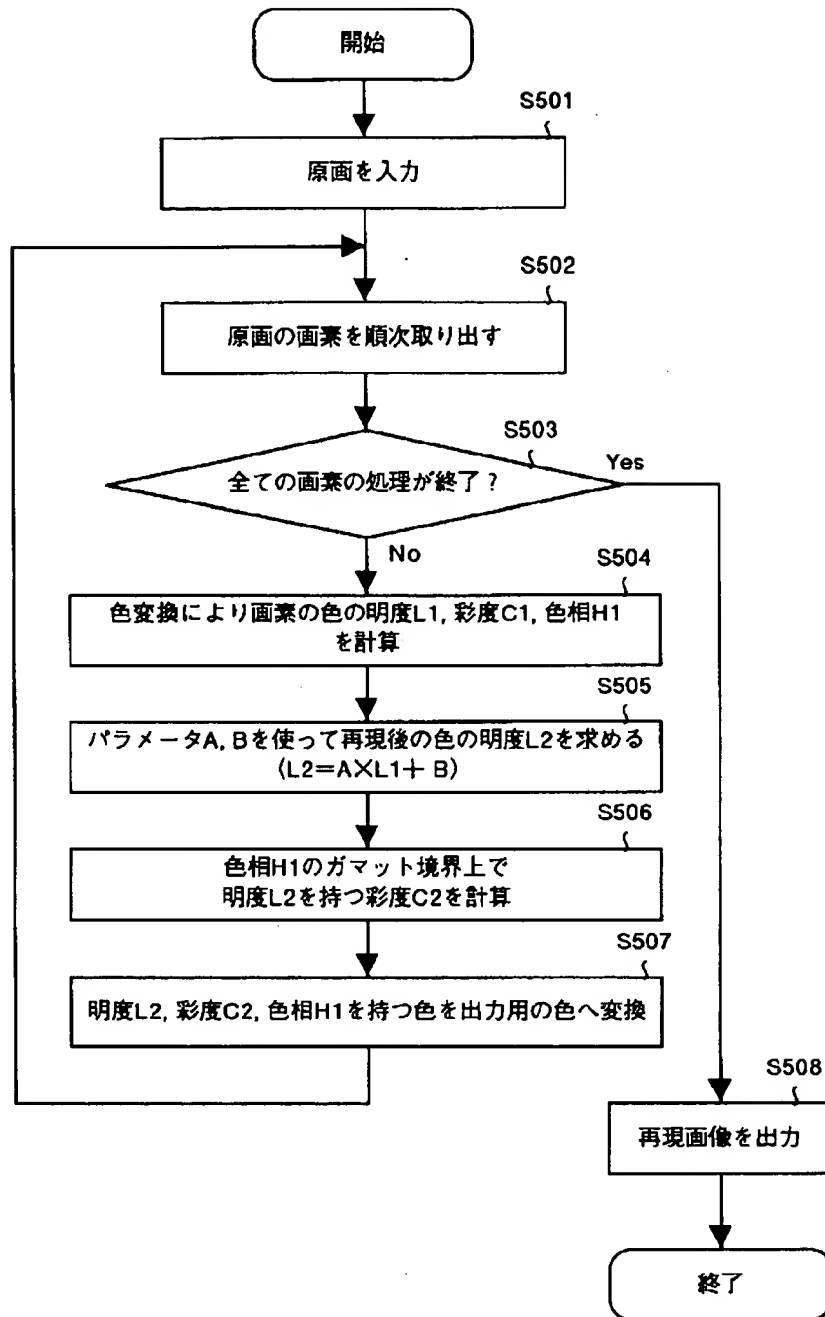 開始
S501
原画を入力
S502
原画の画素を順次取り出す
S503
全ての画素の処理が終了?
Yes
No
S504
色変換により画素の色の明度L1, 彩度C1, 色相H1
を計算
S505
パラメータA, Bを使って再現後の色の明度L2を求める
(L2=A×L1+B)
S506
色相H1のガマット境界上で
明度L2を持つ彩度C2を計算
S507
明度L2, 彩度C2, 色相H1を持つ色を出力用の色へ変換
S508
再現画像を出力
終了